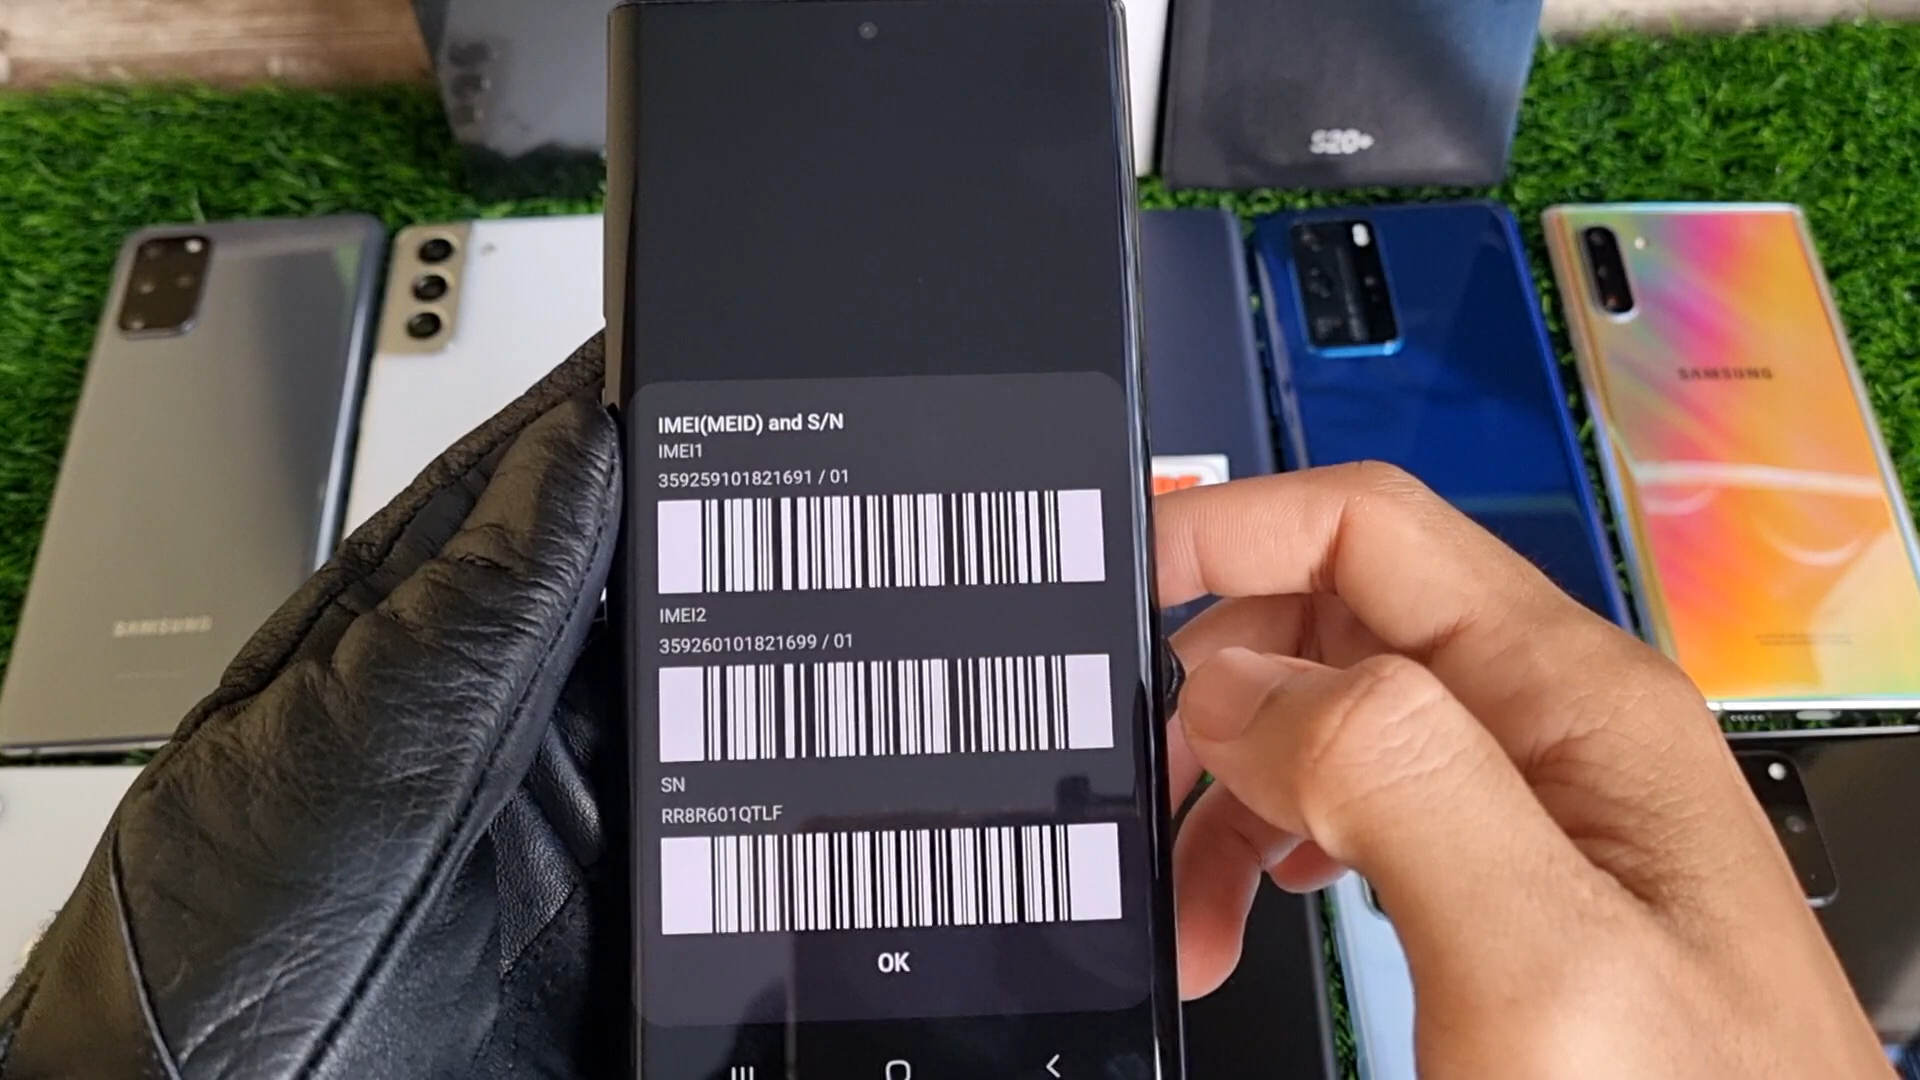 S20+
SAMSUNG
SAMSUNG
IMEI(MEID) and S/N
IMEI1
359259101821691 / 01
IMEI2
359260101821699 / 01
SN
RR8R601QTLF
OK